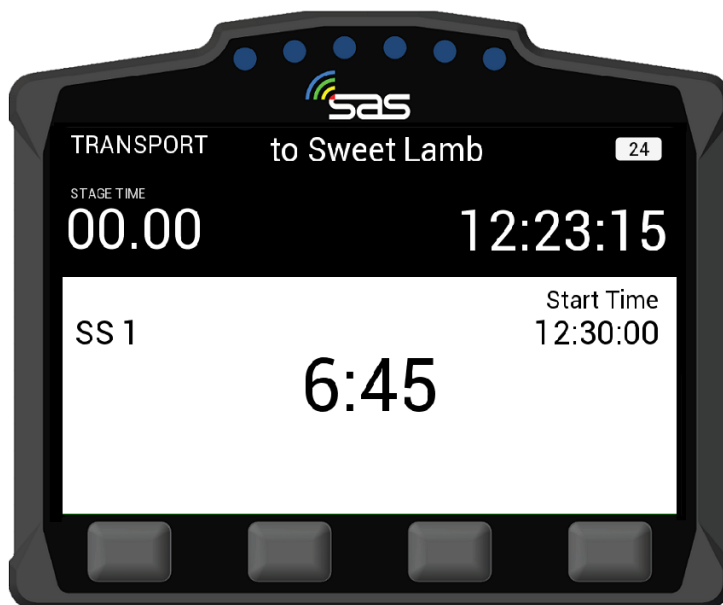 sas
TRANSPORT
to Sweet Lamb
24
STAGE TIME
00.00
12:23:15
Start Time
SS 1
12:30:00
6:45